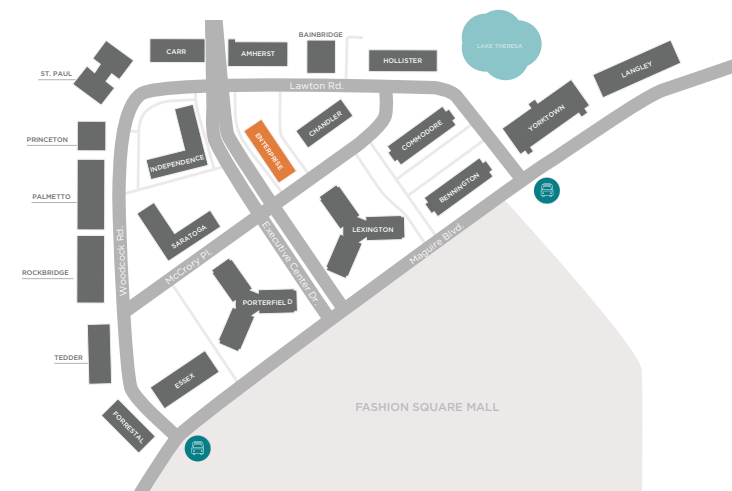 BAINBRIDGE
CARR
AMHERST
HOLLISTER
LAKE THERESA
LANGLEY
ST. PAUL
Lawton Rd.
YORKTOWN
CHANDLER
COMMODORE
PRINCETON
ENTERPRISE
INDEPENDENCE
BENNINGTON
PALMETTO
SARATOGA
LEXINGTON
Maguire Blvd.
Woodcock Rd.
McCrory Pl.
Executive Center Dr.
ROCKBRIDGE
PORTERFIELD
TEDDER
ESSEX
FASHION SQUARE MALL
FORRESTAL